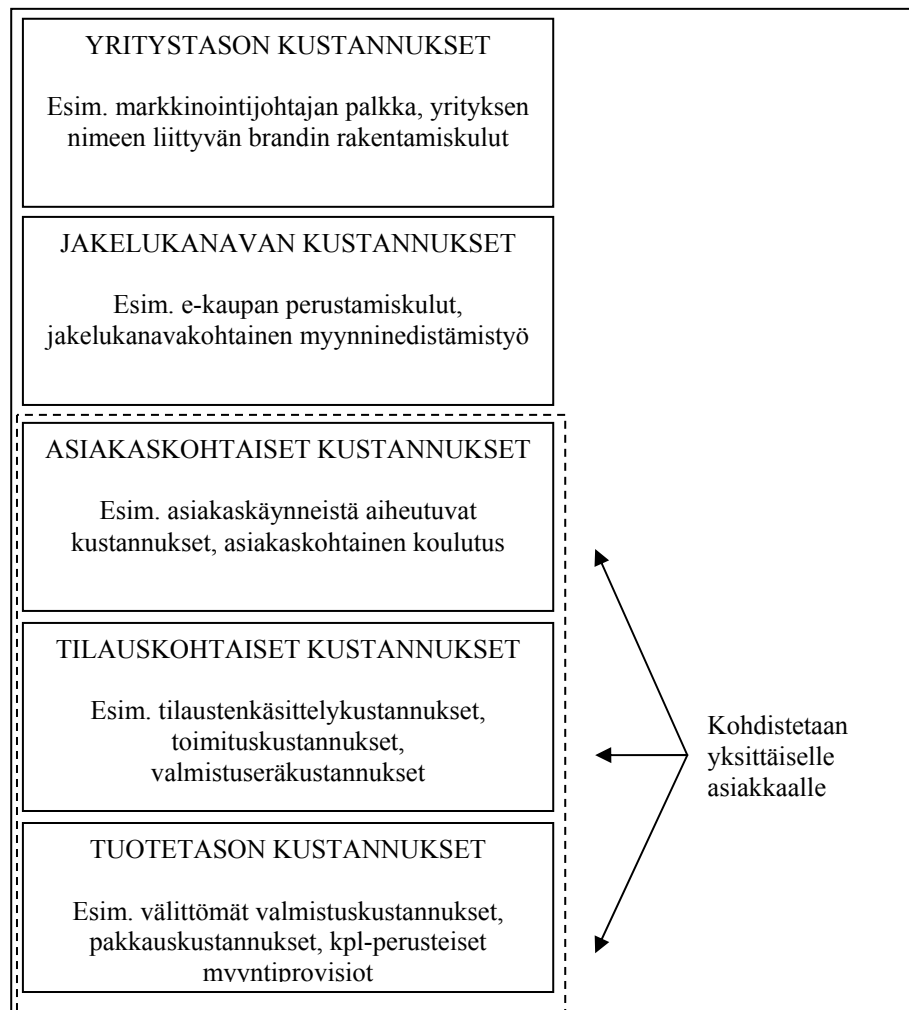 YRITYSTASON KUSTANNUKSET
Esim. markkinointijohtajan palkka, yrityksen
nimeen liittyvän brandin rakentamiskulut
JAKELUKANAVAN KUSTANNUKSET
Esim. e-kaupan perustamiskulut,
jakelukanavakohtainen myynninedistämistyö
ASIAKASKOHTAISET KUSTANNUKSET
Esim. asiakaskäynneistä aiheutuvat
kustannukset, asiakaskohtainen koulutus
TILAUSKOHTAISET KUSTANNUKSET
Esim. tilaustenkäsittelykustannukset,
toimituskustannukset,
valmistuseräkustannukset
Kohdistetaan
yksittäiselle
asiakkaalle
TUOTETASON KUSTANNUKSET
Esim. välittömät valmistuskustannukset,
pakkauskustannukset, kpl-perusteiset
myyntiprovisiot